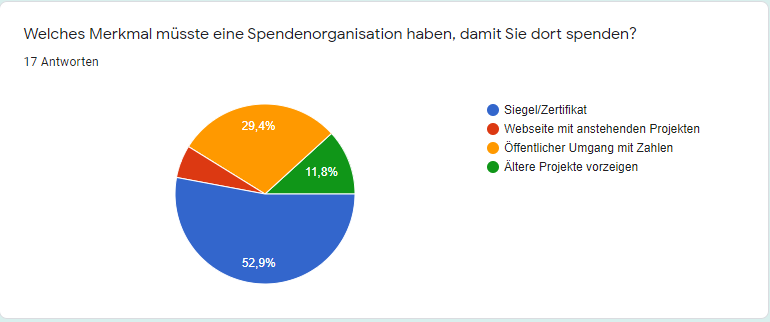 Welches Merkmal müsste eine Spendenorganisation haben, damit Sie dort spenden?
17 Antworten
29,4%
11,8%
52,9%
Siegel/Zertifikat
Webseite mit anstehenden Projekten
Öffentlicher Umgang mit Zahlen
Ältere Projekte vorzeigen